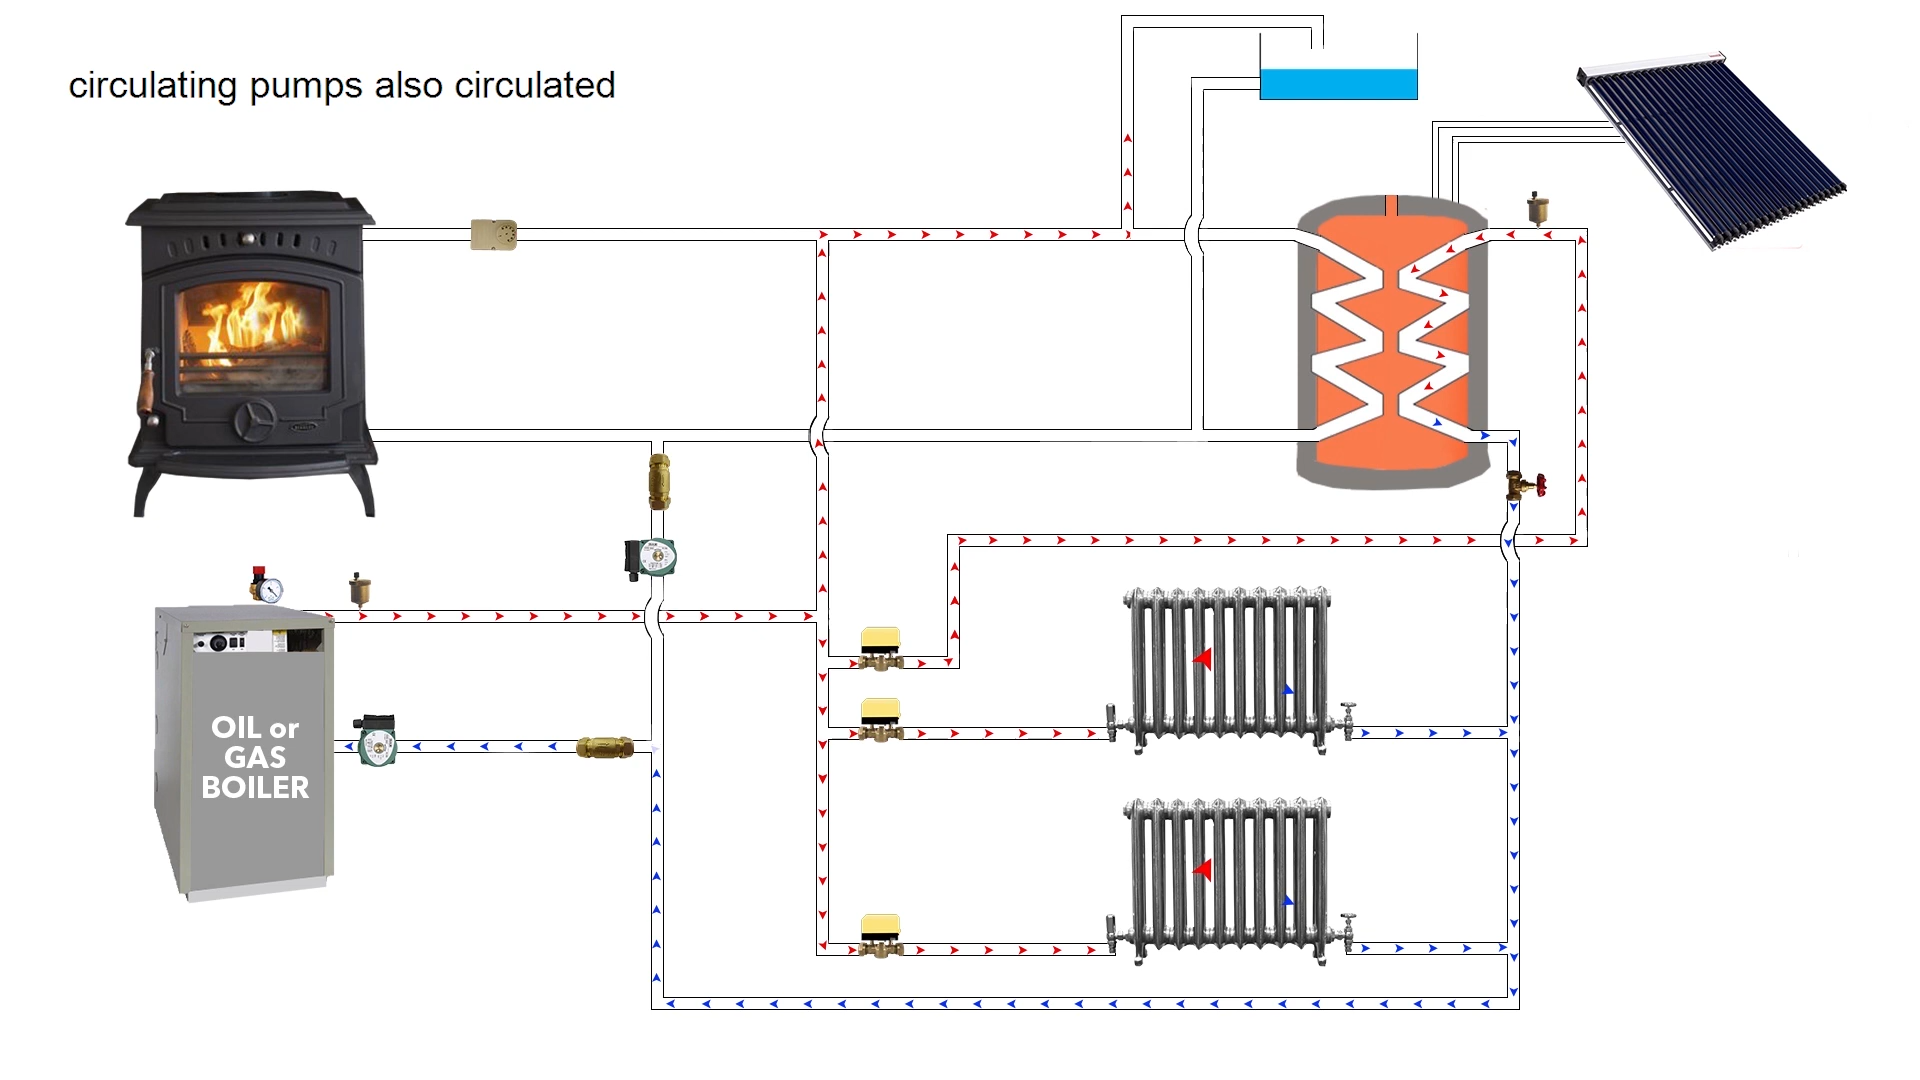 circulating pumps also circulated
OIL or
GAS
BOILER